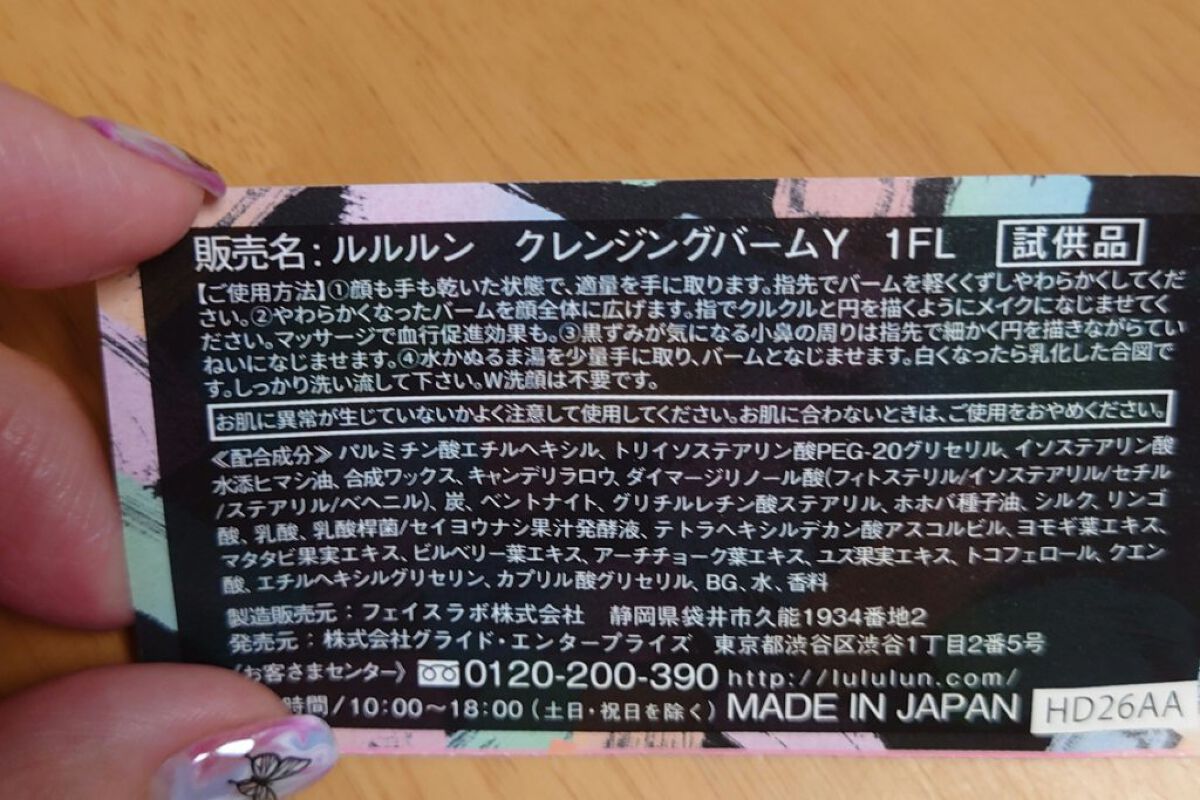 販売名：ルルルン　クレンジングバームY　1FL　試供品
【ご使用方法】①顔も手も乾いた状態で、適量を手に取ります。指先でバームを軽くくずしやわらかくしてくだ
さい。②やわらかくなったバームを顔全体に広げます。指でクルクルと円を描くようにメイクになじませてく
ださい。マッサージで血行促進効果も。③黒ずみが気になる小鼻の周りは指先で細かく円を描きながらてい
ねいになじませます。④水かぬるま湯を少量手に取り、バームとなじませます。白くなったら乳化した合図で
す。しっかり洗い流して下さい。W洗顔は不要です。
お肌に異常が生じていないかよく注意して使用してください。お肌に合わないときは、ご使用をおやめください。
≪配合成分≫パルミチン酸エチルヘキシル、トリイソステアリン酸PEG-20グリセリル、イソステアリン酸
水添ヒマシ油、合成ワックス、キャンデリラロウ、ダイマージリノール酸(フィトステリル/イソステアリル/セチル
/ステアリル/ベヘニル)、炭、ベントナイト、グリチルレチン酸ステアリル、ホホバ種子油、シルク、リンゴ
酸、乳酸、乳酸桿菌/セイヨウナシ果汁発酵液、テトラヘキシルデカン酸アスコルビル、ヨモギ葉エキス、
マタタビ果実エキス、ビルベリー葉エキス、アーチチョーク葉エキス、ユズ果実エキス、トコフェロール、クエン
酸、エチルヘキシルグリセリン、カプリル酸グリセリル、BG、水、香料
製造販売元：フェイスラボ株式会社　静岡県袋井市久能1934番地2
発売元：株式会社グライド・エンタープライズ　東京都渋谷区渋谷1丁目2番5号
〈お客さまセンター〉 0120-200-390 http://lululun.com/
時間/10:00～18:00（土日・祝日を除く）MADE IN JAPAN HD26AA